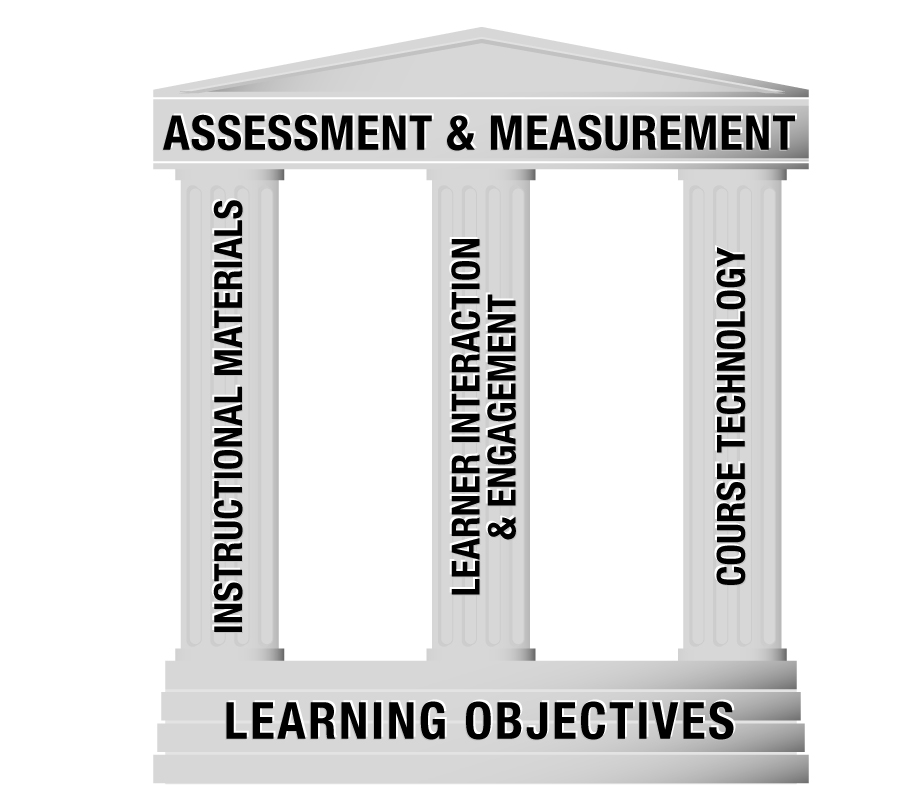 ASSESSMENT & MEASUREMENT
INSTRUCTIONAL MATERIALS
LEARNER INTERACTION
& ENGAGEMENT
COURSE TECHNOLOGY
LEARNING OBJECTIVES